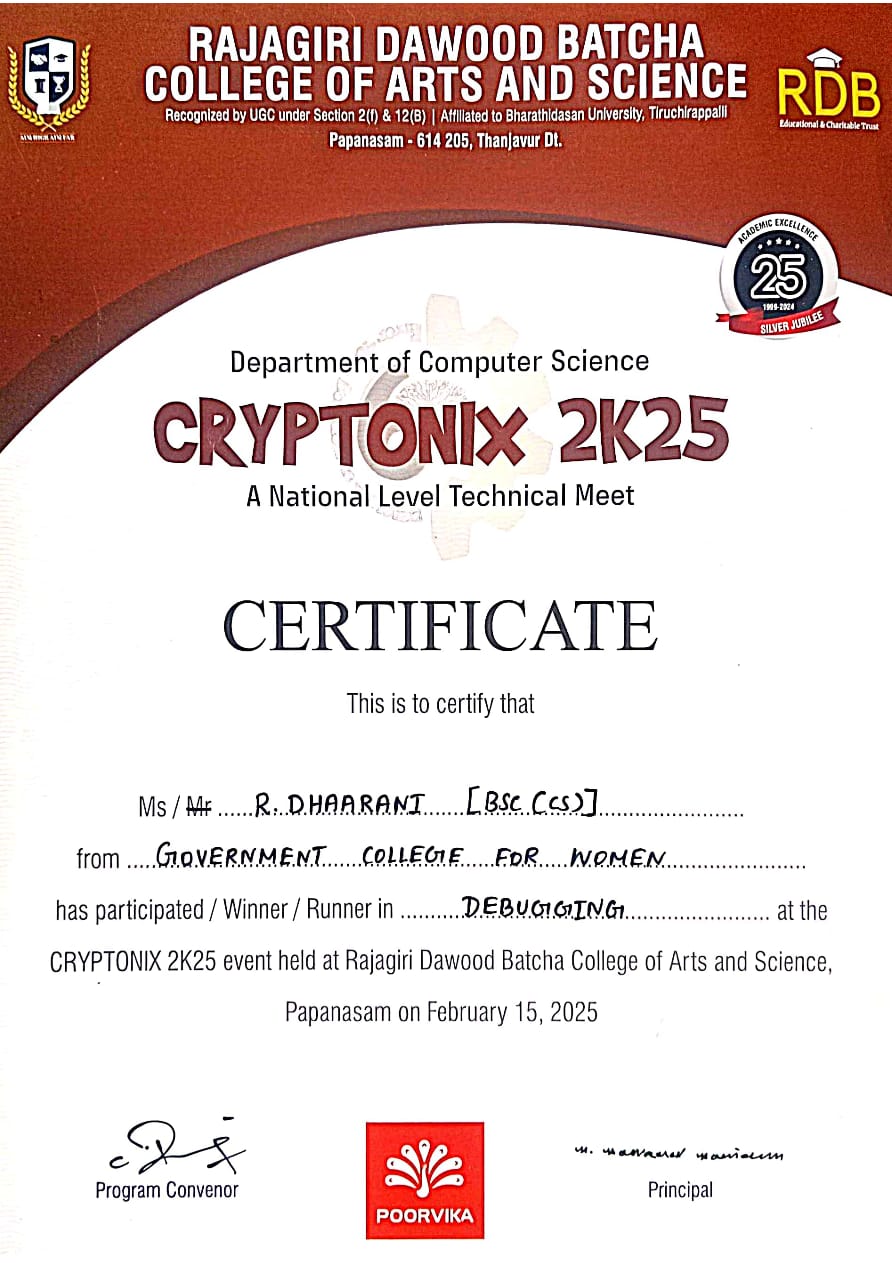 RAJAGIRI DAWOOD BATCHA
COLLEGE OF ARTS AND SCIENCE
Recognized by UGC under Section 2(f) & 12(B) | Affiliated to Bharathidasan University, Tiruchirappalli
Papanasam - 614 205, Thanjavur Dt.
AIM HIGH AIM FAR
RDB
Educational & Charitable Trust
ACADEMIC EXCELLENCE
25
1999-2024
SILVER JUBILEE
Department of Computer Science
CRYPTONIX 2K25
A National Level Technical Meet
CERTIFICATE
This is to certify that
Ms / Mr ......R. DHAARANI......[BSC (CS)]......................
from .....GOVERNMENT......COLLEGE.....FOR....WOMEN......................
has participated / Winner / Runner in ..........DEBUGGING....................... at the
CRYPTONIX 2K25 event held at Rajagiri Dawood Batcha College of Arts and Science,
Papanasam on February 15, 2025
Program Convenor
POORVIKA
Principal